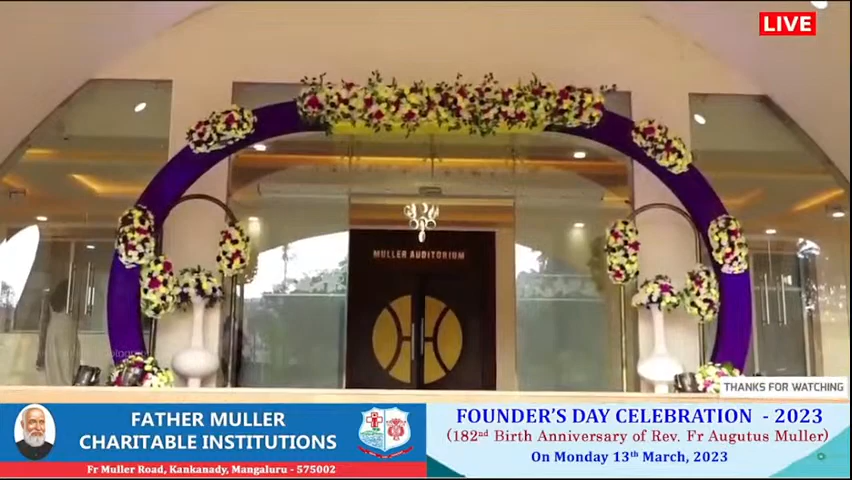 LIVE
MULLER AUDITORIUM
THANKS FOR WATCHING
FATHER MULLER
CHARITABLE INSTITUTIONS
Fr Muller Road, Kankanady, Mangaluru - 575002
FOUNDER'S DAY CELEBRATION - 2023
(182nd Birth Anniversary of Rev. Fr Augutus Muller)
On Monday 13th March, 2023